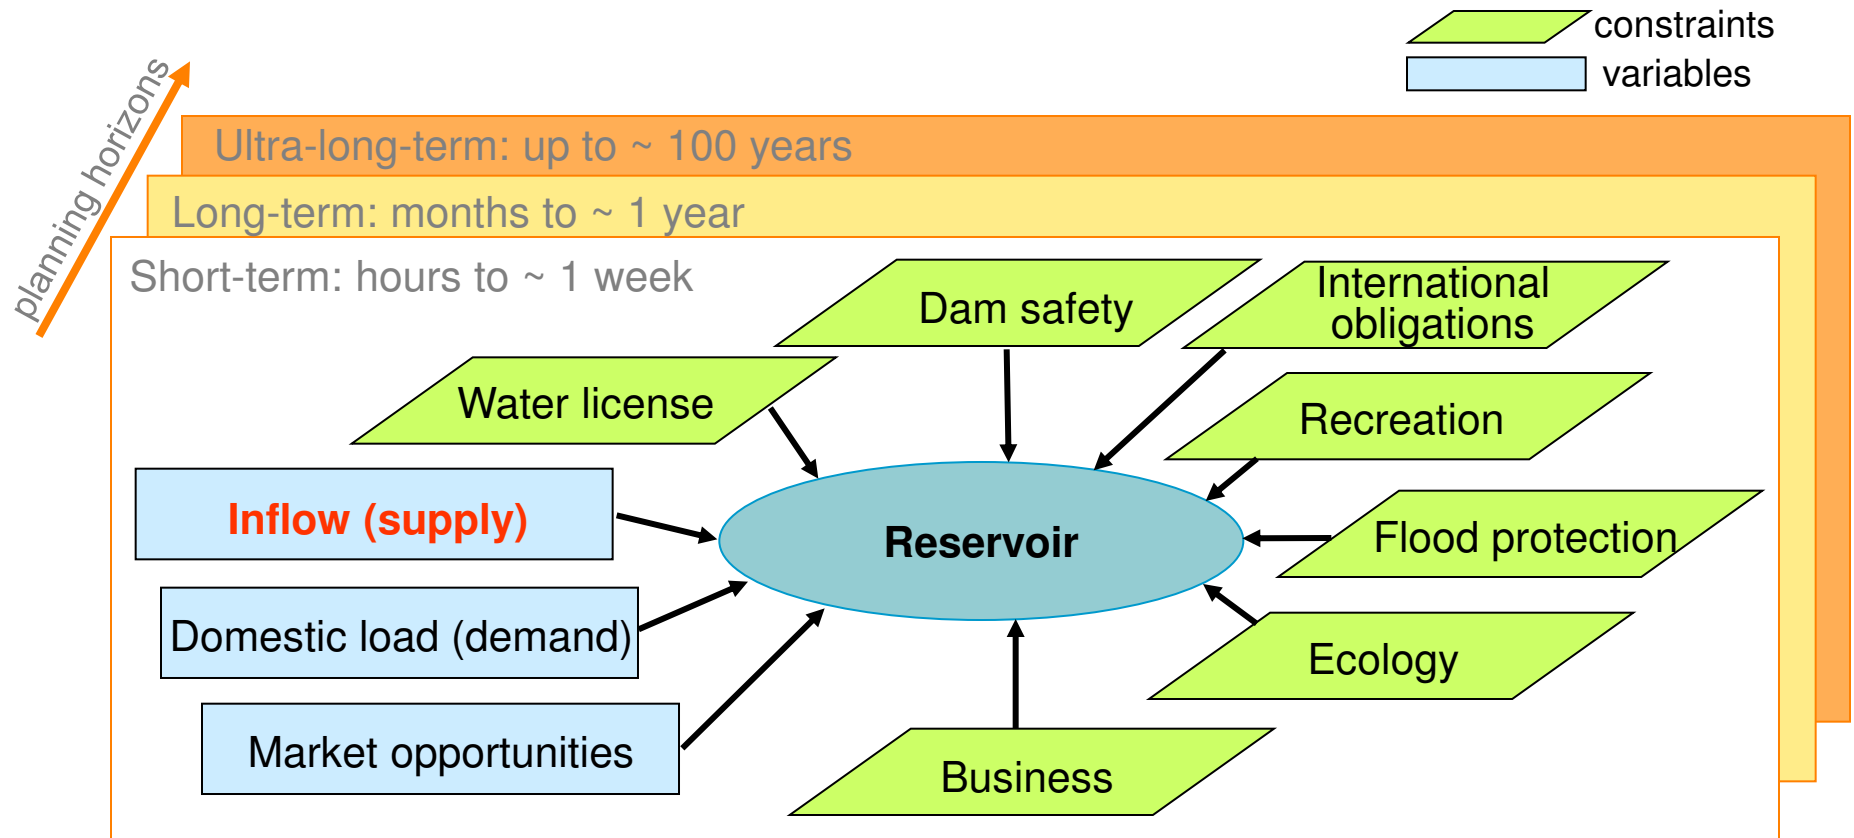 constraints
variables
planning horizons
Ultra-long-term: up to ~ 100 years
Long-term: months to ~ 1 year
Short-term: hours to ~ 1 week
Dam safety
International
obligations
Water license
Recreation
Inflow (supply)
Reservoir
Flood protection
Domestic load (demand)
Ecology
Market opportunities
Business